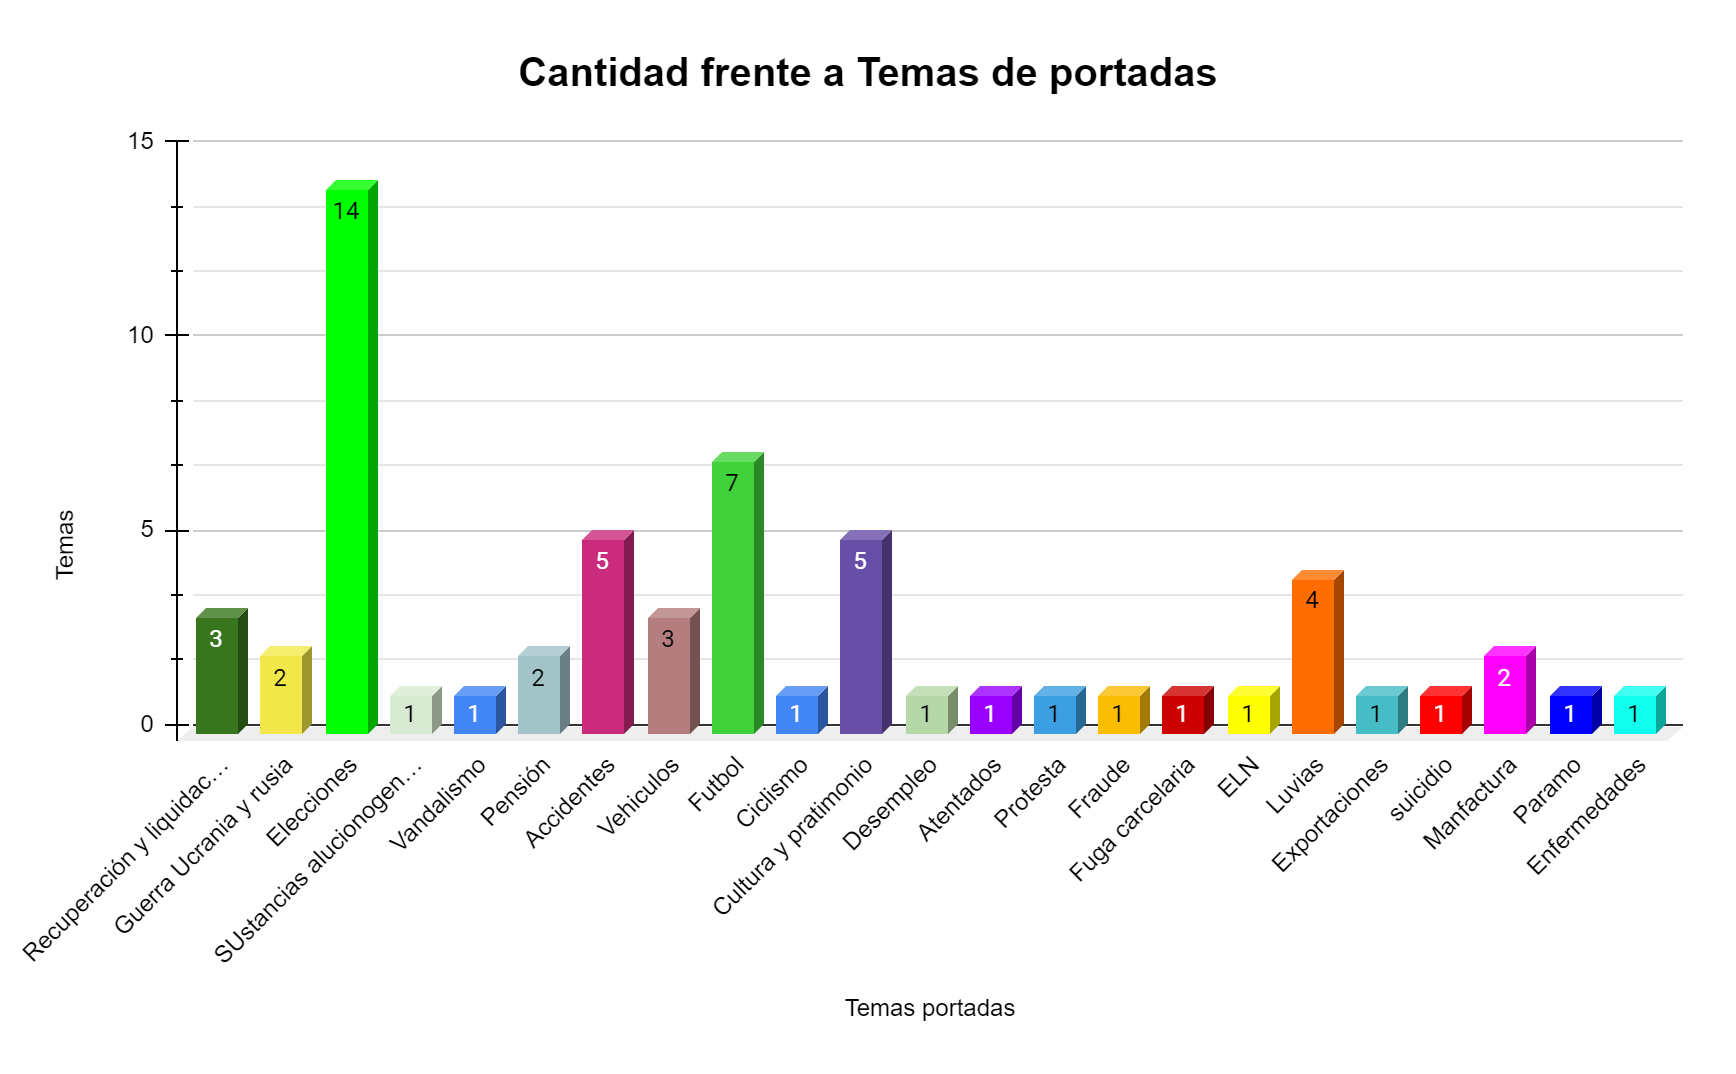 Cantidad frente a Temas de portadas
15
10
5
0
Temas
3
2
14
1
1
2
5
3
7
1
5
1
1
1
1
1
1
4
1
1
2
1
1
Recuperación y liquidac...
Guerra Ucrania y rusia
Elecciones
SUstancias alucionogen...
Vandalismo
Pensión
Accidentes
Vehiculos
Futbol
Ciclismo
Cultura y pratimonio
Desempleo
Atentados
Protesta
Fraude
Fuga carcelaria
ELN
Luvias
Exportaciones
suicidio
Manfactura
Paramo
Enfermedades
Temas portadas